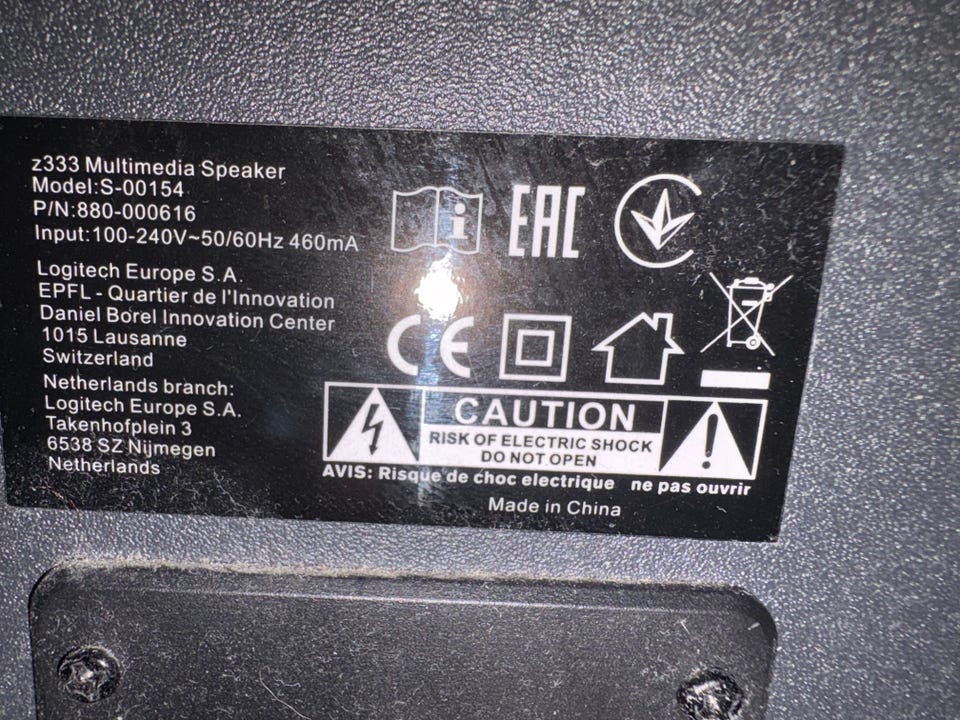 z333 Multimedia Speaker
Model:S-00154
P/N:880-000616
Input:100-240V~50/60Hz 460mA
Logitech Europe S.A.
EPFL - Quartier de l'Innovation
Daniel Borel Innovation Center
1015 Lausanne
Switzerland
Netherlands branch:
Logitech Europe S.A.
Takenhofplein 3
6538 SZ Nijmegen
Netherlands
i
EAC
CE
CAUTION
RISK OF ELECTRIC SHOCK
DO NOT OPEN
AVIS: Risque de choc electrique ne pas ouvrir
Made in China